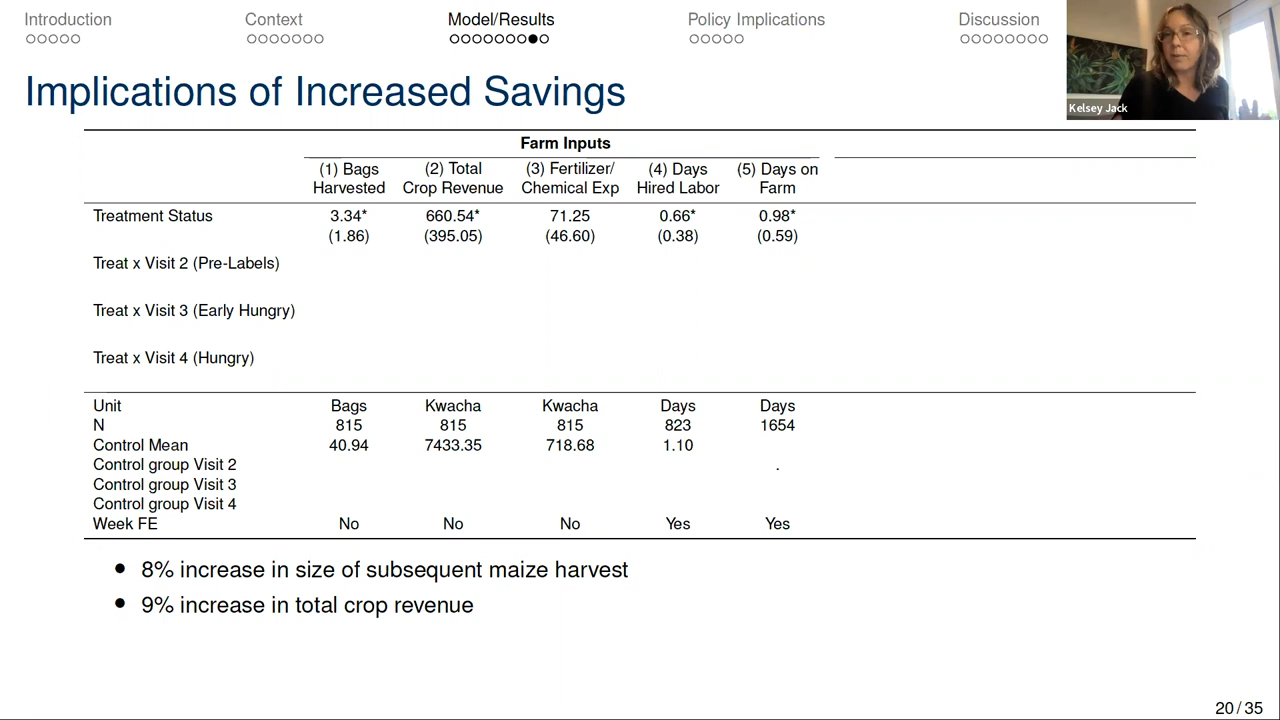 Introduction Context Model/Results Policy Implications Discussion
Kelsey Jack
Implications of Increased Savings
Farm Inputs
(1) Bags (2) Total (3) Fertilizer/ (4) Days (5) Days on
Harvested Crop Revenue Chemical Exp Hired Labor Farm
Treatment Status 3.34* 660.54* 71.25 0.66* 0.98*
(1.86) (395.05) (46.60) (0.38) (0.59)
Treat x Visit 2 (Pre-Labels)
Treat x Visit 3 (Early Hungry)
Treat x Visit 4 (Hungry)
Unit Bags Kwacha Kwacha Days Days
N 815 815 815 823 1654
Control Mean 40.94 7433.35 718.68 1.10
Control group Visit 2 .
Control group Visit 3
Control group Visit 4
Week FE No No No Yes Yes
• 8% increase in size of subsequent maize harvest
• 9% increase in total crop revenue
20 / 35